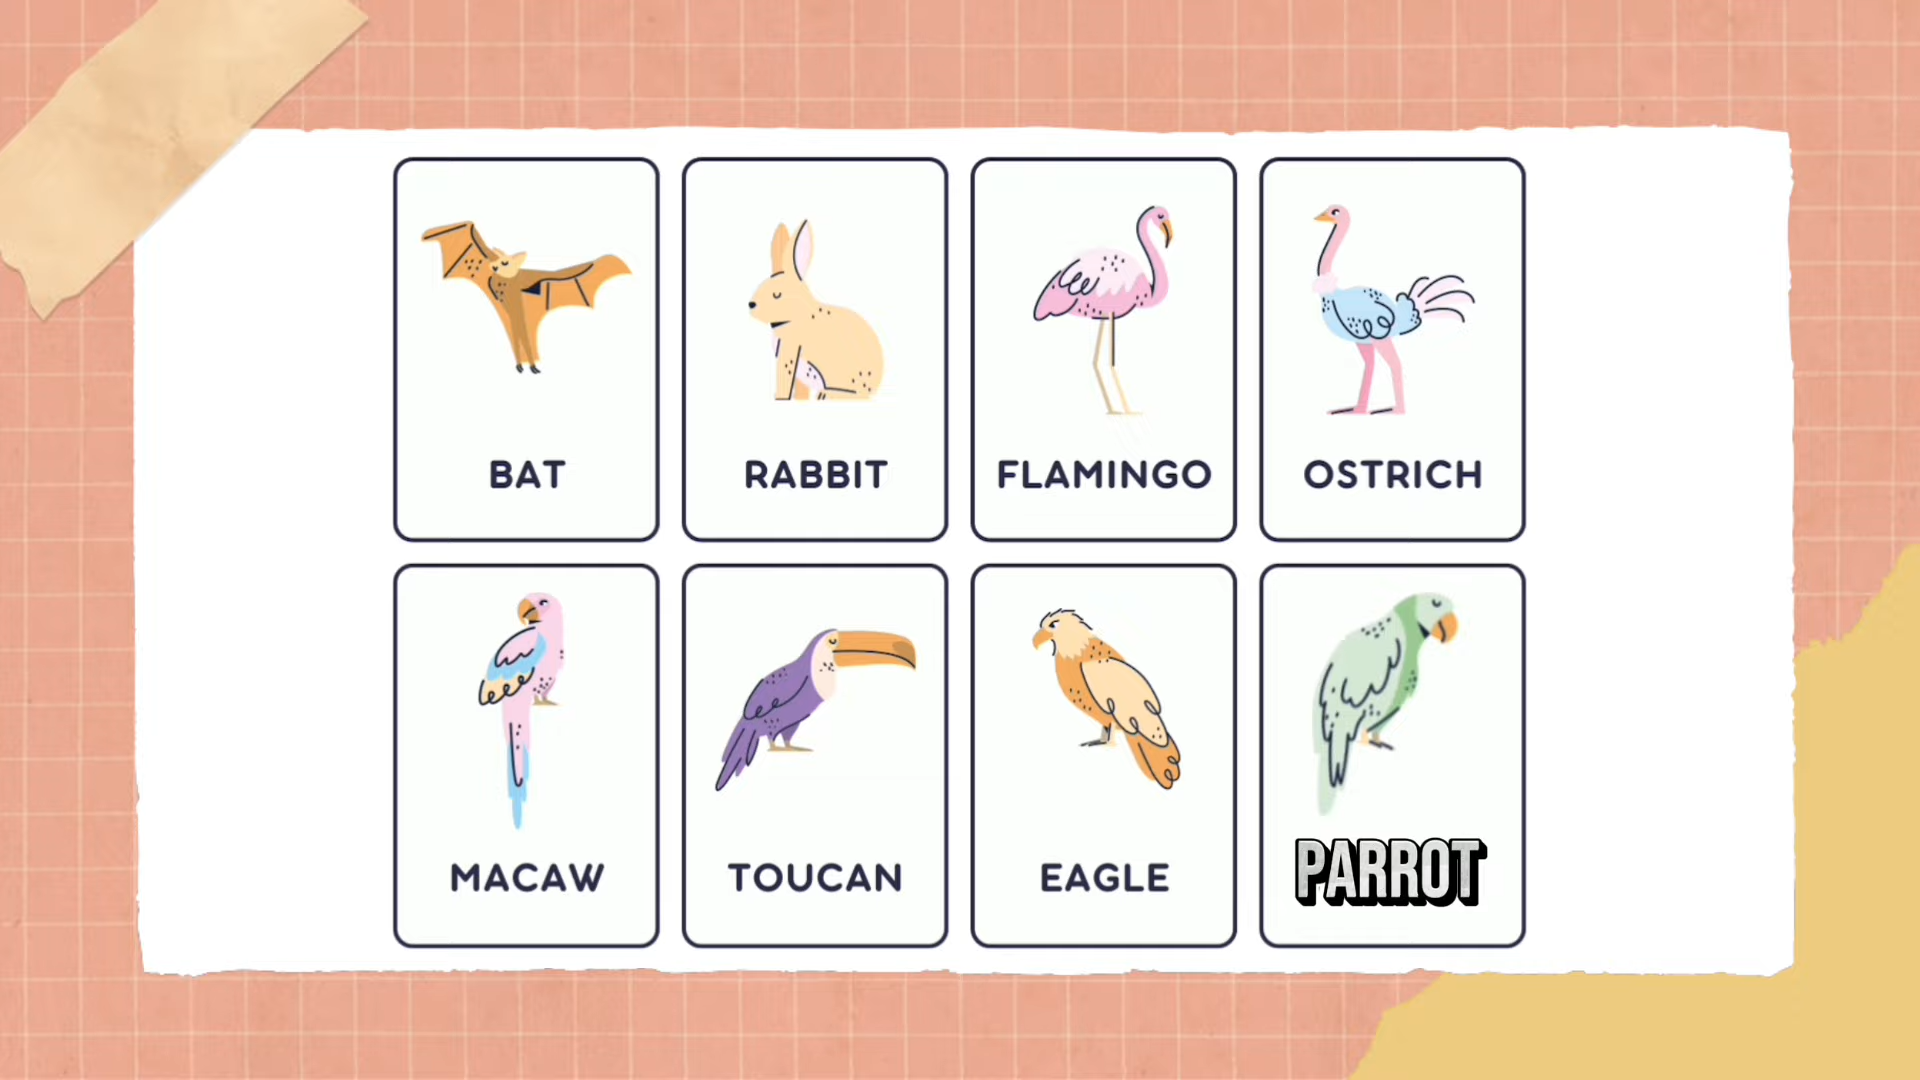 BAT
RABBIT
FLAMINGO
OSTRICH
MACAW
TOUCAN
EAGLE
PARROT